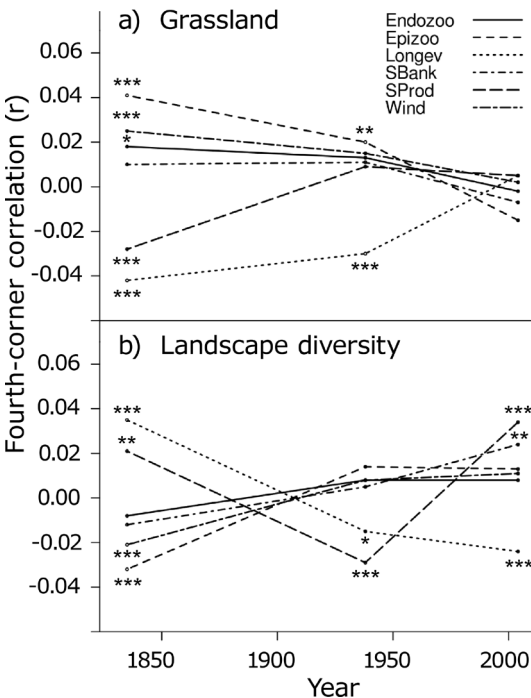 a) Grassland
Endozoo
Epizoo
Longev
SBank
SProd
Wind
0.06
0.04
0.02
0.00
-0.02
-0.04
***
***
*
**
***
***
***
Fourth-corner correlation (r)
b) Landscape diversity
0.06
0.04
0.02
0.00
-0.02
-0.04
***
**
***
***
*
***
***
**
***
1850 1900 1950 2000
Year